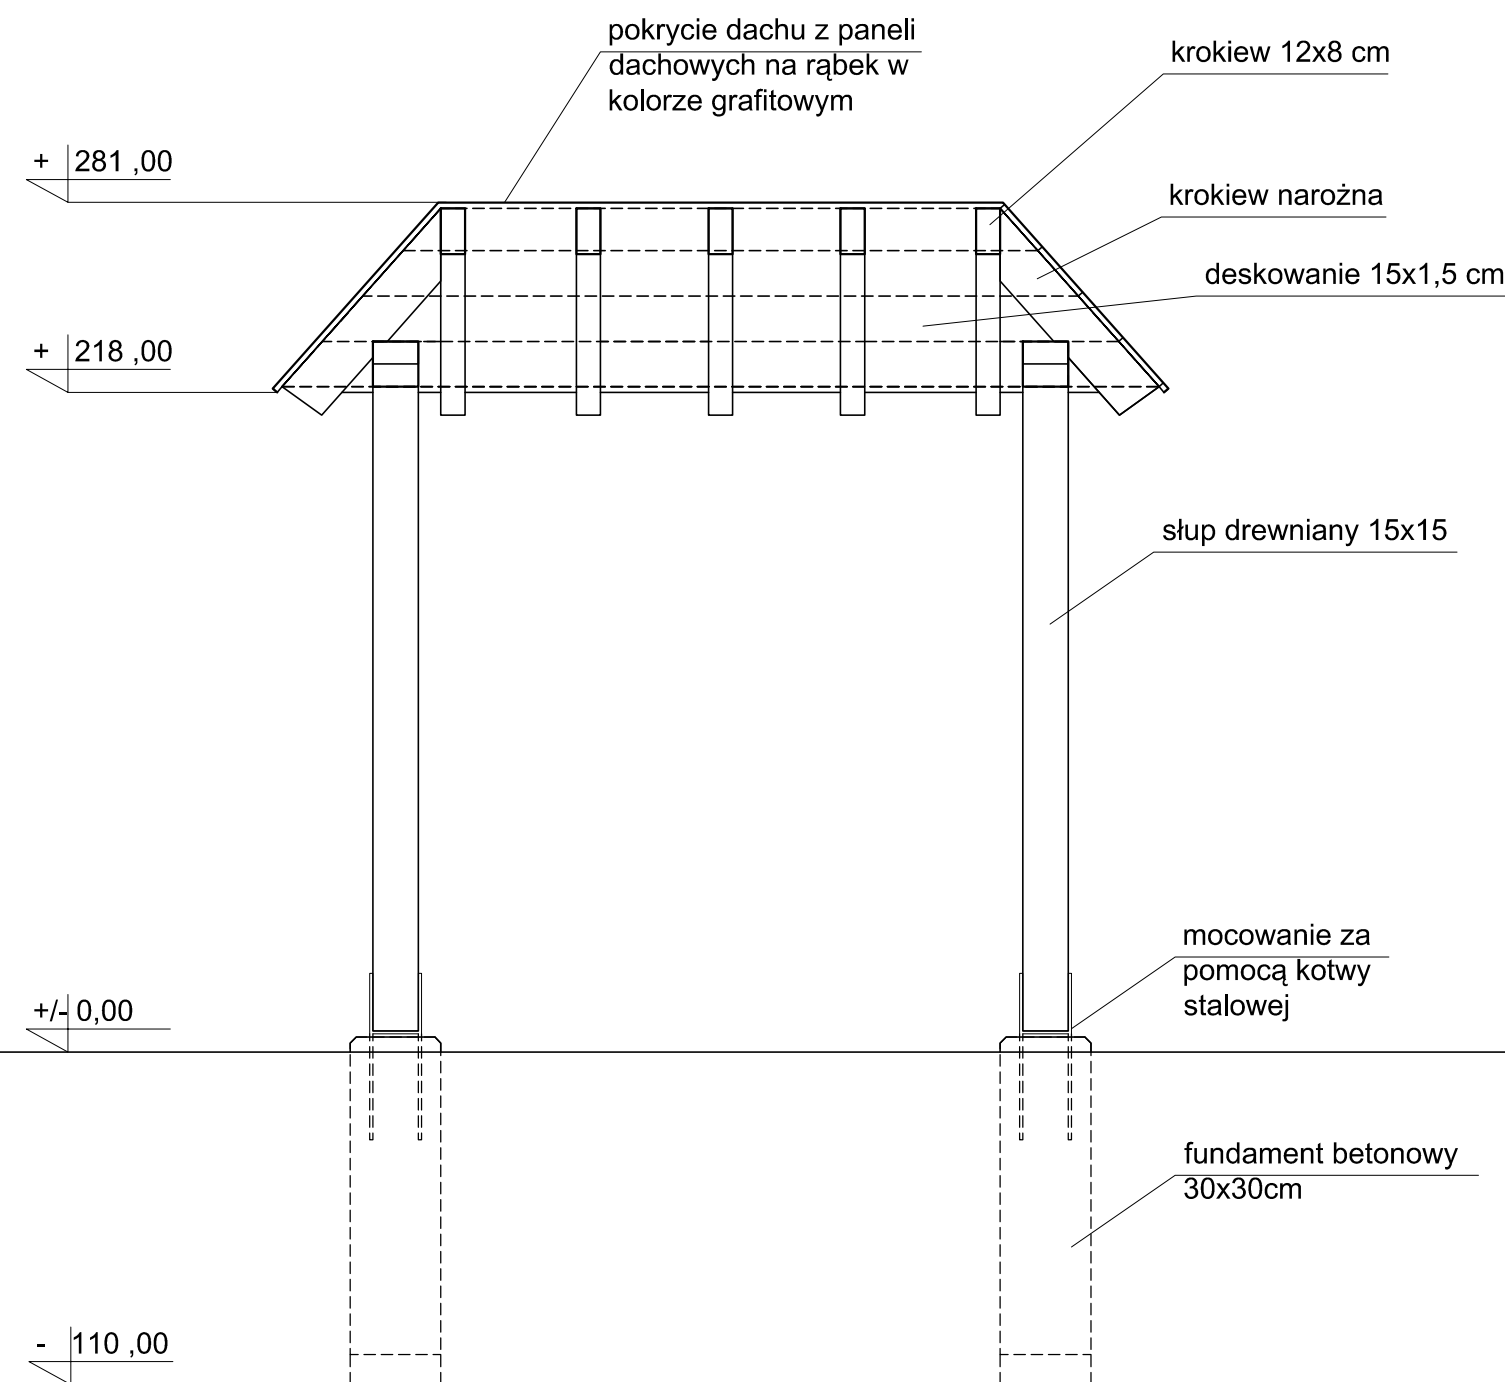 pokrycie dachu z paneli
dachowych na rąbek w
kolorze grafitowym
krokiew 12x8 cm
+ 281 ,00
krokiew narożna
deskowanie 15x1,5 cm
+ 218 ,00
słup drewniany 15x15
mocowanie za
pomocą kotwy
stalowej
+/- 0,00
fundament betonowy
30x30cm
- 110 ,00